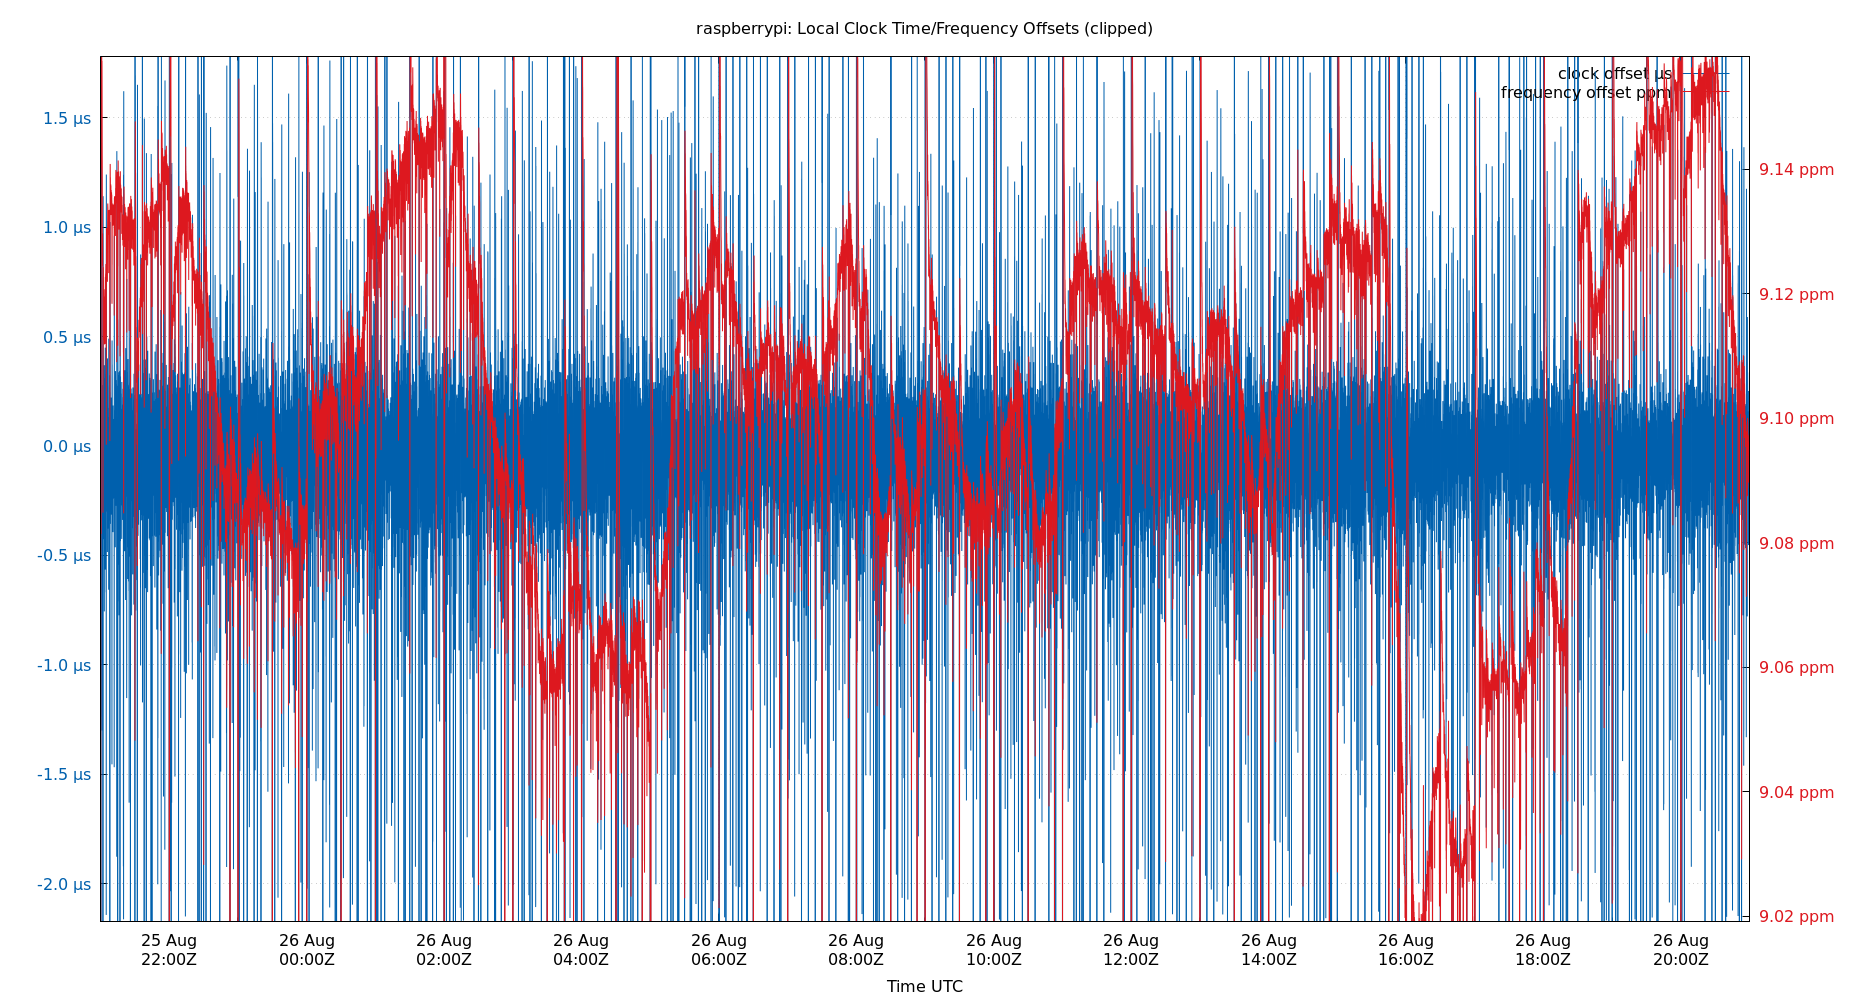 raspberrypi: Local Clock Time/Frequency Offsets (clipped)
clock offset µs
frequency offset ppm
1.5 µs
1.0 µs
0.5 µs
0.0 µs
-0.5 µs
-1.0 µs
-1.5 µs
-2.0 µs
9.14 ppm
9.12 ppm
9.10 ppm
9.08 ppm
9.06 ppm
9.04 ppm
9.02 ppm
25 Aug
22:00Z
26 Aug
00:00Z
26 Aug
02:00Z
26 Aug
04:00Z
26 Aug
06:00Z
26 Aug
08:00Z
26 Aug
10:00Z
26 Aug
12:00Z
26 Aug
14:00Z
26 Aug
16:00Z
26 Aug
18:00Z
26 Aug
20:00Z
Time UTC